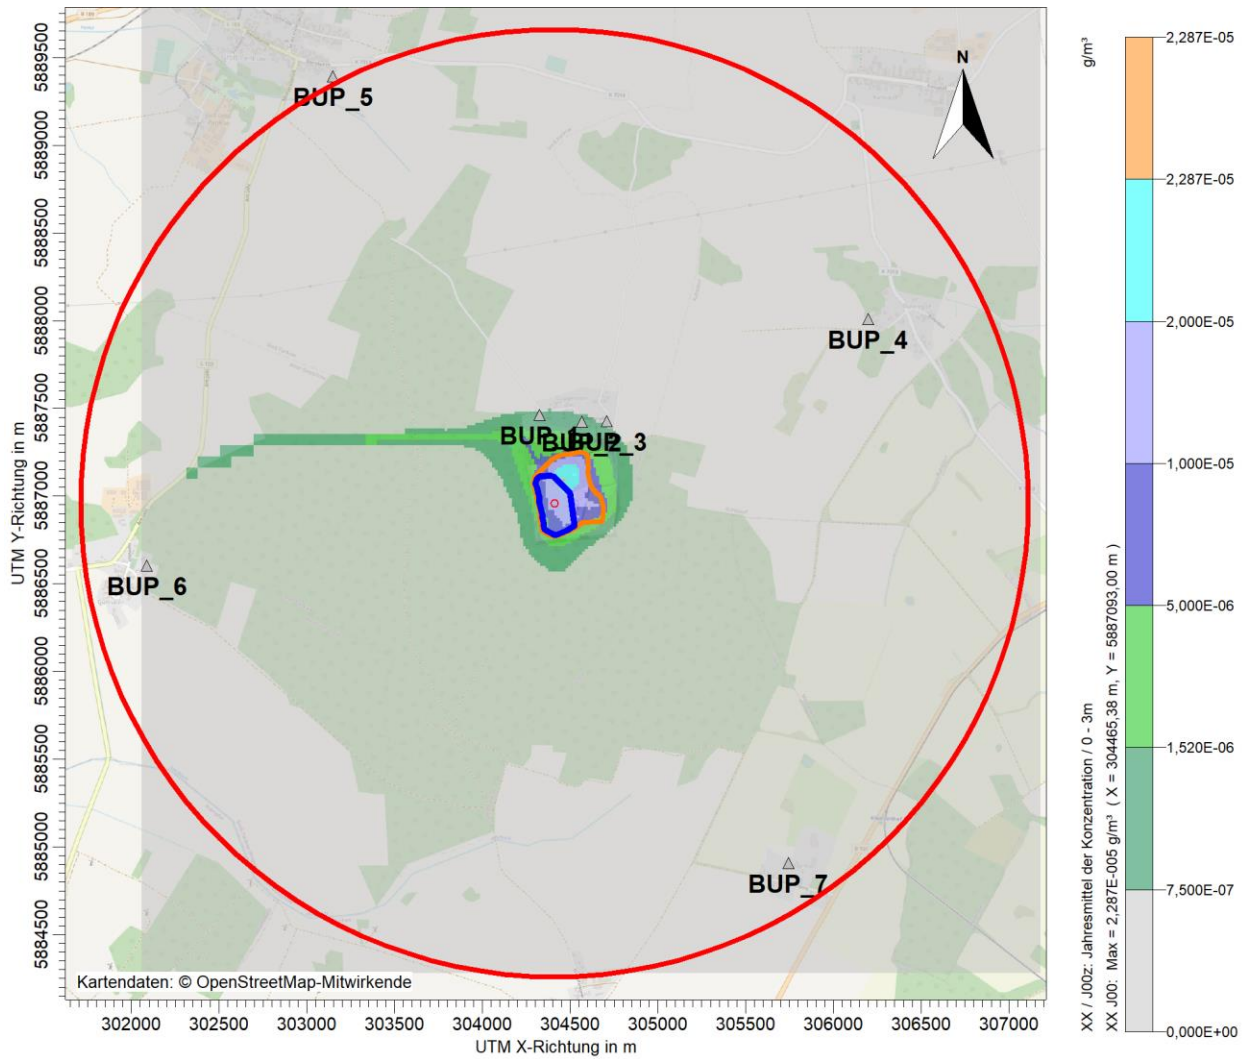 g/m³
2,287E-05
2,287E-05
2,000E-05
1,000E-05
5,000E-06
1,520E-06
7,500E-07
0,000E+00
XX / J00z: Jahresmittel der Konzentration / 0 - 3m
XX J00: Max = 2,287E-005 g/m³ ( X = 304465,38 m, Y = 5887093,00 m )
N
BUP_5
BUP_4
BUP_3
BUP_6
BUP_7
UTM Y-Richtung in m
5889500
5889000
5888500
5888000
5887500
5887000
5886500
5886000
5885500
5885000
5884500
Kartendaten: © OpenStreetMap-Mitwirkende
302000 302500 303000 303500 304000 304500 305000 305500 306000 306500 307000
UTM X-Richtung in m